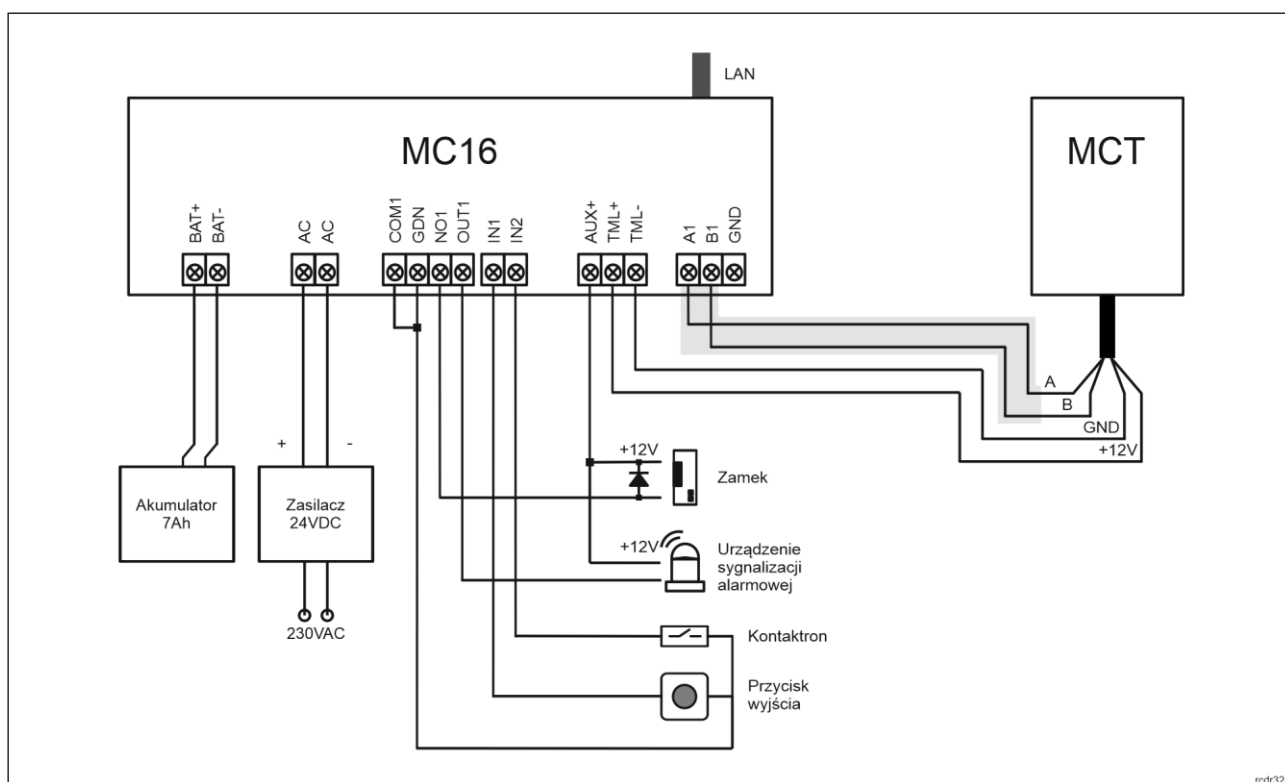 LAN
MC16
MCT
BAT+
BAT-
AC
AC
COM1
GDN
NO1
OUT1
IN1
IN2
AUX+
TML+
TML-
A1
B1
GND
A
B
GND
+12V
+
-
+12V
Zamek
Akumulator
7Ah
Zasilacz
24VDC
+12V
Urządzenie
sygnalizacji
alarmowej
230VAC
Kontaktron
Przycisk
wyjścia
rcdr32